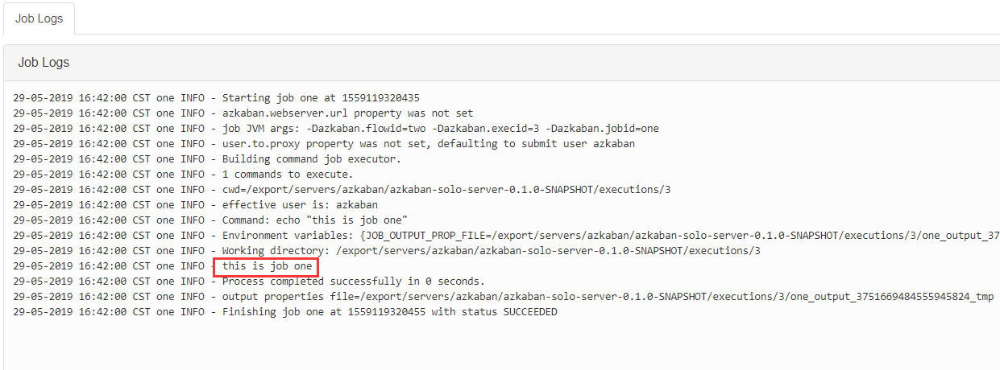 Job Logs
Job Logs
29-05-2019 16:42:00 CST one INFO - Starting job one at 1559119320435
29-05-2019 16:42:00 CST one INFO - azkaban.webserver.url property was not set
29-05-2019 16:42:00 CST one INFO - job JVM args: -Dazkaban.flowid=two -Dazkaban.execid=3 -Dazkaban.jobid=one
29-05-2019 16:42:00 CST one INFO - user.to.proxy property was not set, defaulting to submit user azkaban
29-05-2019 16:42:00 CST one INFO - Building command job executor.
29-05-2019 16:42:00 CST one INFO - 1 commands to execute.
29-05-2019 16:42:00 CST one INFO - cwd=/export/servers/azkaban/azkaban-solo-server-0.1.0-SNAPSHOT/executions/3
29-05-2019 16:42:00 CST one INFO - effective user is: azkaban
29-05-2019 16:42:00 CST one INFO - Command: echo "this is job one"
29-05-2019 16:42:00 CST one INFO - Environment variables: {JOB_OUTPUT_PROP_FILE=/export/servers/azkaban/azkaban-solo-server-0.1.0-SNAPSHOT/executions/3/one_output_37
29-05-2019 16:42:00 CST one INFO - Working directory: /export/servers/azkaban/azkaban-solo-server-0.1.0-SNAPSHOT/executions/3
29-05-2019 16:42:00 CST one INFO - this is job one
29-05-2019 16:42:00 CST one INFO - Process completed successfully in 0 seconds.
29-05-2019 16:42:00 CST one INFO - output properties file=/export/servers/azkaban/azkaban-solo-server-0.1.0-SNAPSHOT/executions/3/one_output_3751669484555945824_tmp
29-05-2019 16:42:00 CST one INFO - Finishing job one at 1559119320455 with status SUCCEEDED